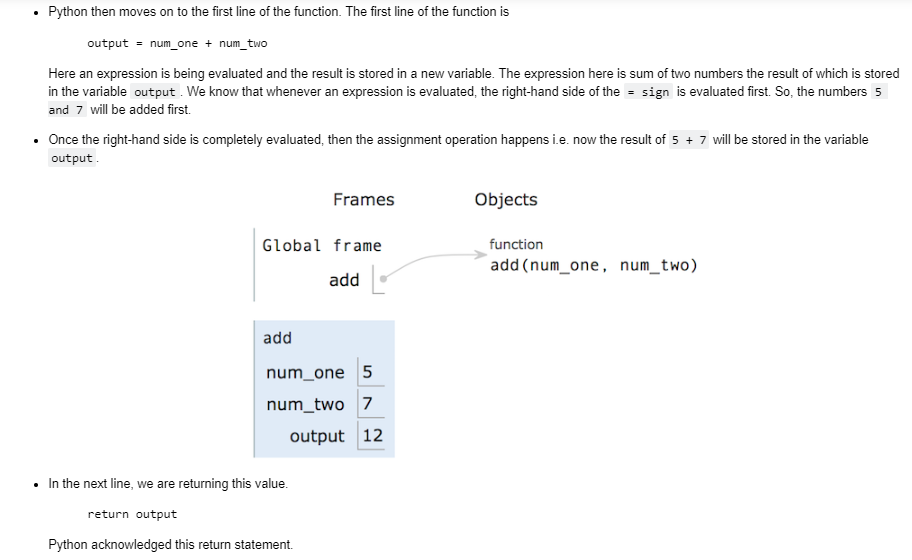 • Python then moves on to the first line of the function. The first line of the function is
output = num_one + num_two
Here an expression is being evaluated and the result is stored in a new variable. The expression here is sum of two numbers the result of which is stored
in the variable output . We know that whenever an expression is evaluated, the right-hand side of the = sign is evaluated first. So, the numbers 5
and 7 will be added first.
• Once the right-hand side is completely evaluated, then the assignment operation happens i.e. now the result of 5 + 7 will be stored in the variable
output .
Frames Objects
Global frame function
add add(num_one, num_two)
add
num_one 5
num_two 7
output 12
• In the next line, we are returning this value.
return output
Python acknowledged this return statement.